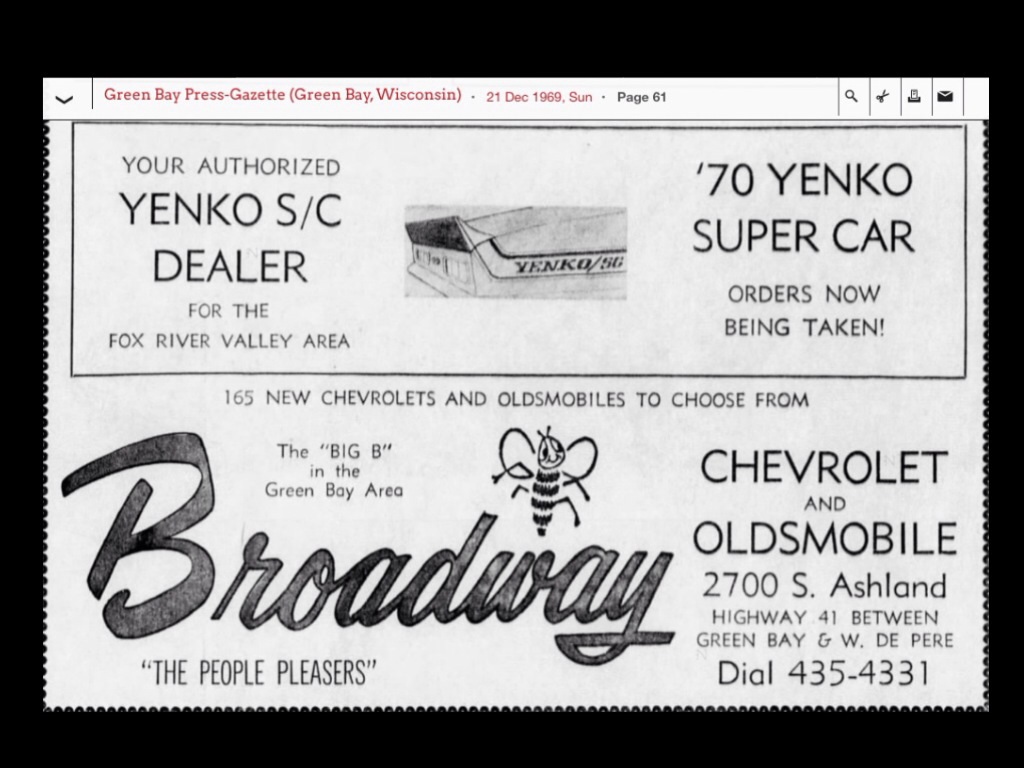 Green Bay Press-Gazette (Green Bay, Wisconsin) · 21 Dec 1969, Sun · Page 61
YOUR AUTHORIZED
YENKO S/C
DEALER
FOR THE
FOX RIVER VALLEY AREA
YENKO/SC
'70 YENKO
SUPER CAR
ORDERS NOW
BEING TAKEN!
165 NEW CHEVROLETS AND OLDSMOBILES TO CHOOSE FROM
The "BIG B"
in the
Green Bay Area
Broadway
"THE PEOPLE PLEASERS"
CHEVROLET
AND
OLDSMOBILE
2700 S. Ashland
HIGHWAY 41 BETWEEN
GREEN BAY & W. DE PERE
Dial 435-4331